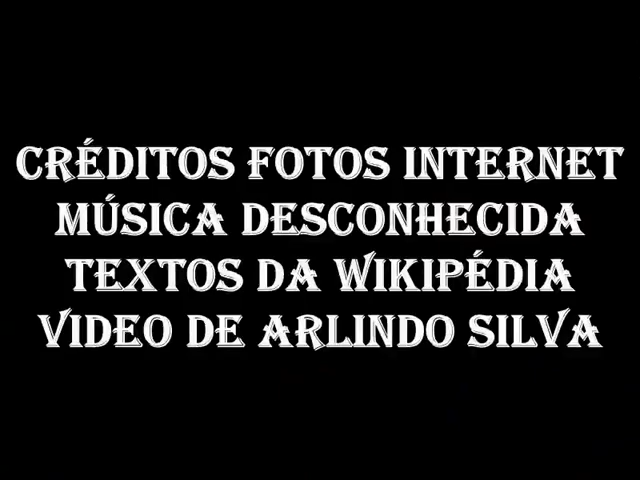 CRÉDITOS FOTOS INTERNET
MÚSICA DESCONHECIDA
TEXTOS DA WIKIPÉDIA
VIDEO DE ARLINDO SILVA